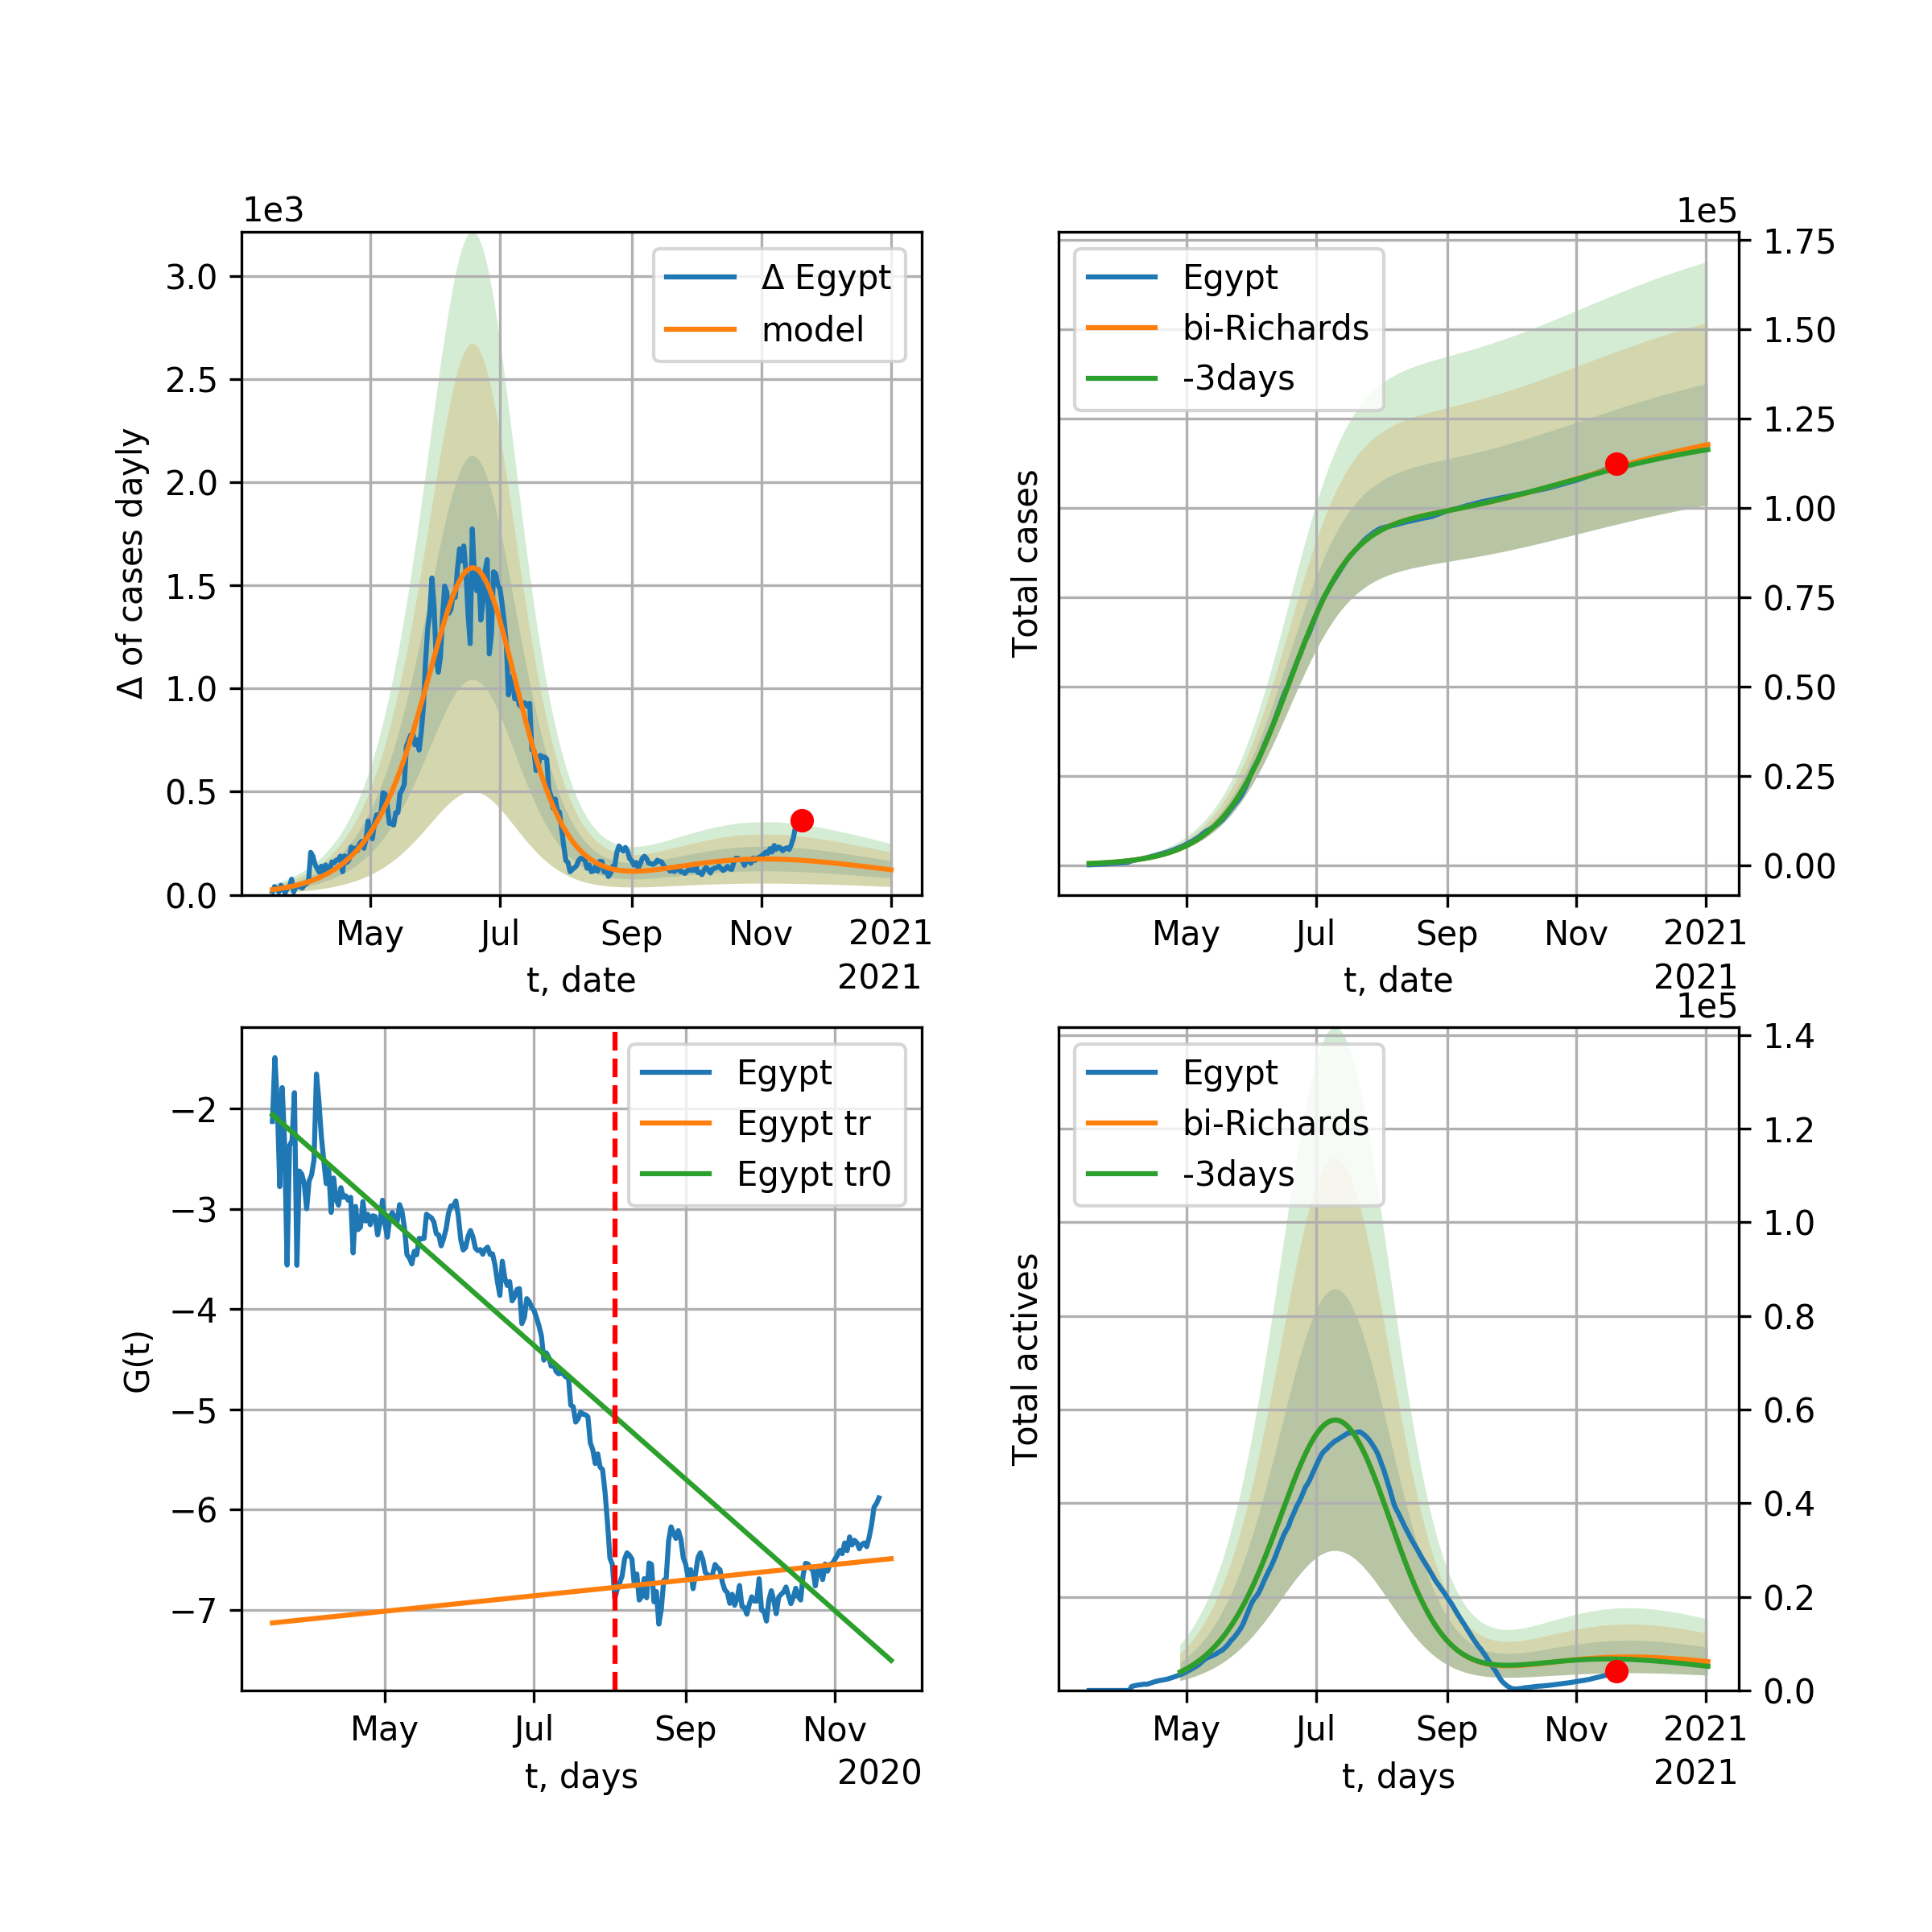 1e3
3.0
2.5
2.0
1.5
1.0
0.5
0.0
Δ of cases dayly
Δ Egypt
model
May Jul Sep Nov 2021
t, date
2021
1e5
1.75
1.50
1.25
1.00
0.75
0.50
0.25
0.00
Total cases
Egypt
bi-Richards
-3days
May Jul Sep Nov 2021
t, date
2021
−2
−3
−4
−5
−6
−7
G(t)
Egypt
Egypt tr
Egypt tr0
May Jul Sep Nov
t, days
2020
1e5
1.4
1.2
1.0
0.8
0.6
0.4
0.2
0.0
Total actives
Egypt
bi-Richards
-3days
May Jul Sep Nov 2021
t, days
2021